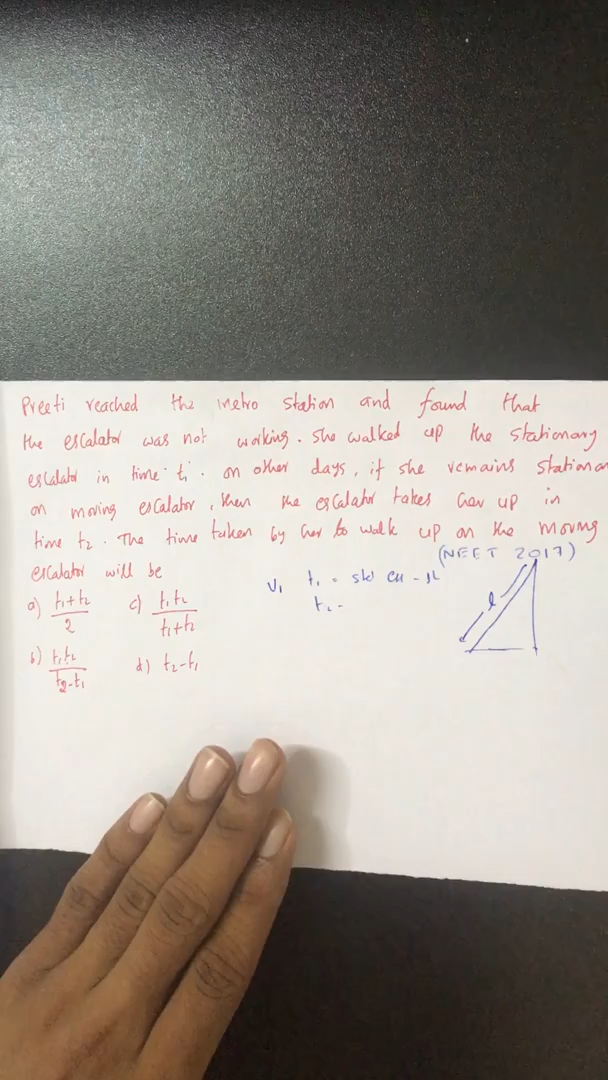 Preeti reached the metro station and found that
the escalator was not working. She walked up the stationary
escalator in time t₁. on other days, if she remains stationar
on moving escalator, then the escalator takes her up in
time t₂. The time taken by her to walk up on the moving
escalator will be
(NEET 2017)
a) t₁+t₂/2 c) t₁t₂/t₁+t₂
b) t₁t₂/t₂-t₁ d) t₂-t₁
V₁ t₁ =
t₂ -
l